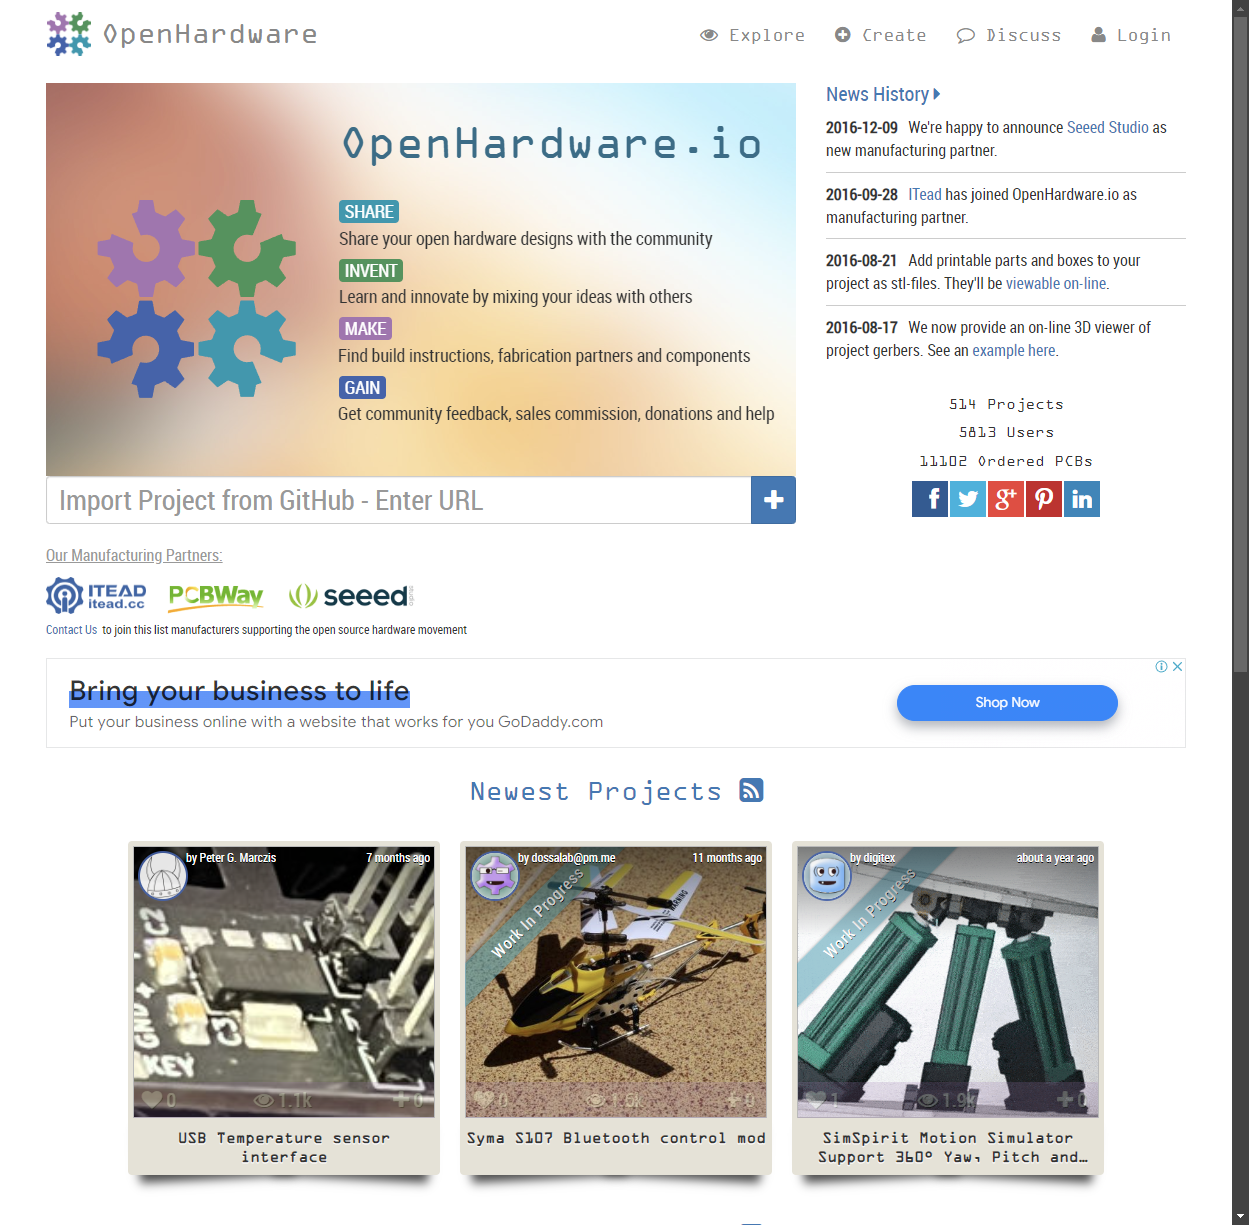 OpenHardware
Explore
Create
Discuss
Login
OpenHardware.io
SHARE
Share your open hardware designs with the community
INVENT
Learn and innovate by mixing your ideas with others
MAKE
Find build instructions, fabrication partners and components
GAIN
Get community feedback, sales commission, donations and help
Import Project from GitHub - Enter URL
News History
2016-12-09 We're happy to announce Seeed Studio as
new manufacturing partner.
2016-09-28 ITead has joined OpenHardware.io as
manufacturing partner.
2016-08-21 Add printable parts and boxes to your
project as stl-files. They'll be viewable on-line.
2016-08-17 We now provide an on-line 3D viewer of
project gerbers. See an example here.
514 Projects
5813 Users
11102 Ordered PCBs
Our Manufacturing Partners:
ITEAD
itead.cc
PCBWay
seeed
studio
Contact Us to join this list manufacturers supporting the open source hardware movement
Bring your business to life
Put your business online with a website that works for you GoDaddy.com
Shop Now
Newest Projects
by Peter G. Marczis 7 months ago
C2
GND +
C3
KEY
0 1.1k 0
USB Temperature sensor
interface
by dossalab@pm.me 11 months ago
Work In Progress
WARNING
0 1.5k 0
Syma S107 Bluetooth control mod
by digitex about a year ago
Work In Progress
1 1.9k 0
SimSpirit Motion Simulator
Support 360° Yaw, Pitch and…